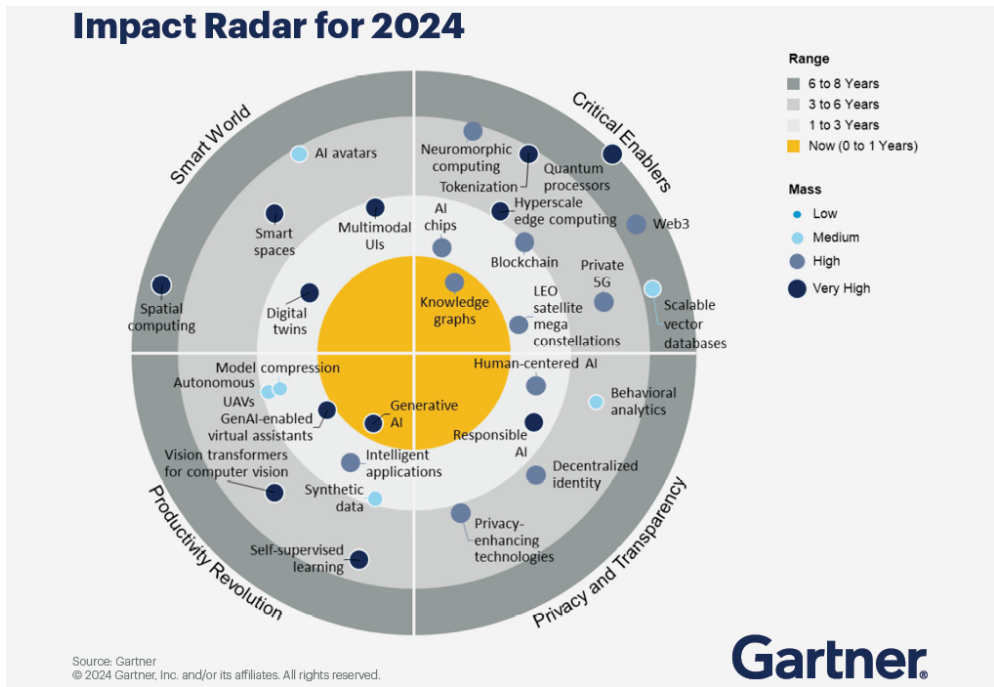 Impact Radar for 2024
Range
6 to 8 Years
3 to 6 Years
1 to 3 Years
Now (0 to 1 Years)
Mass
Low
Medium
High
Very High
Smart World
AI avatars
Smart
spaces
Multimodal
UIs
Spatial
computing
Digital
twins
Critical Enablers
Neuromorphic
computing
Tokenization
Quantum
processors
AI
chips
Hyperscale
edge computing
Web3
Blockchain
Private
5G
Knowledge
graphs
LEO
satellite
mega
constellations
Scalable
vector
databases
Productivity Revolution
Model compression
Autonomous
UAVs
GenAI-enabled
virtual assistants
Generative
AI
Vision transformers
for computer vision
Intelligent
applications
Synthetic
data
Self-supervised
learning
Privacy and Transparency
Human-centered AI
Behavioral
analytics
Responsible
AI
Decentralized
identity
Privacy-
enhancing
technologies
Source: Gartner
© 2024 Gartner, Inc. and/or its affiliates. All rights reserved.
Gartner®